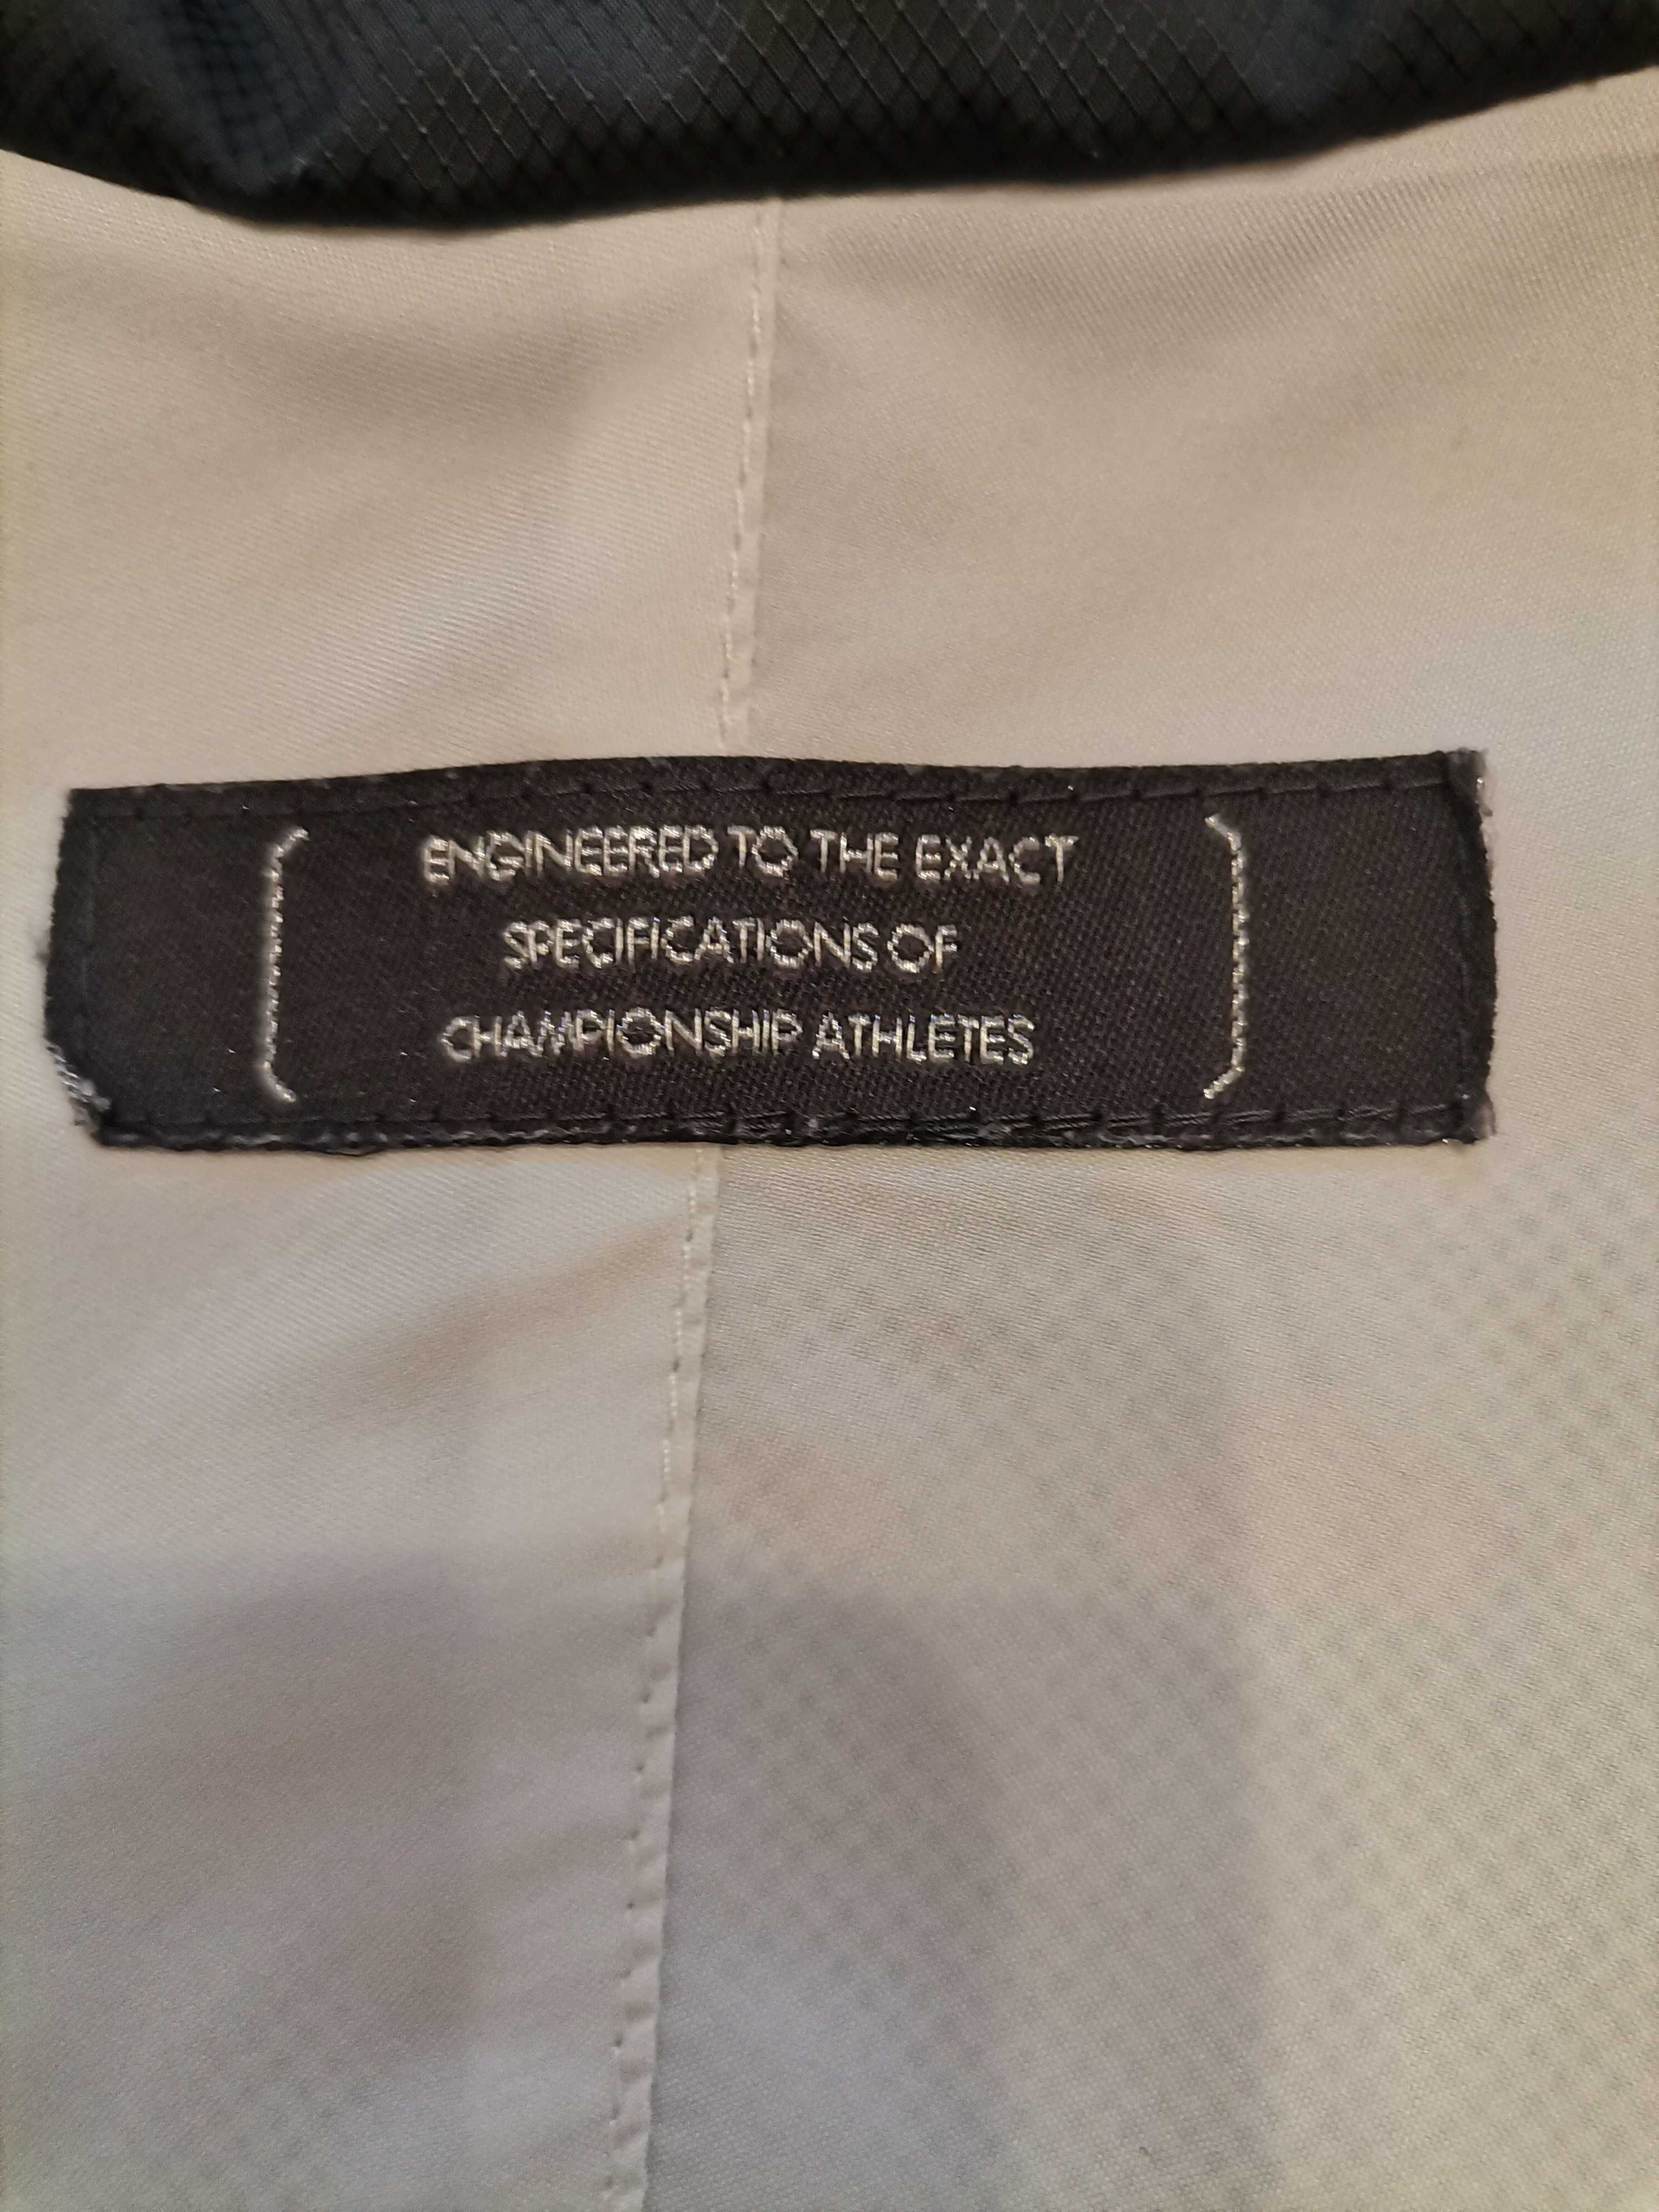 ENGINEERED TO THE EXACT
SPECIFICATIONS OF
CHAMPIONSHIP ATHLETES